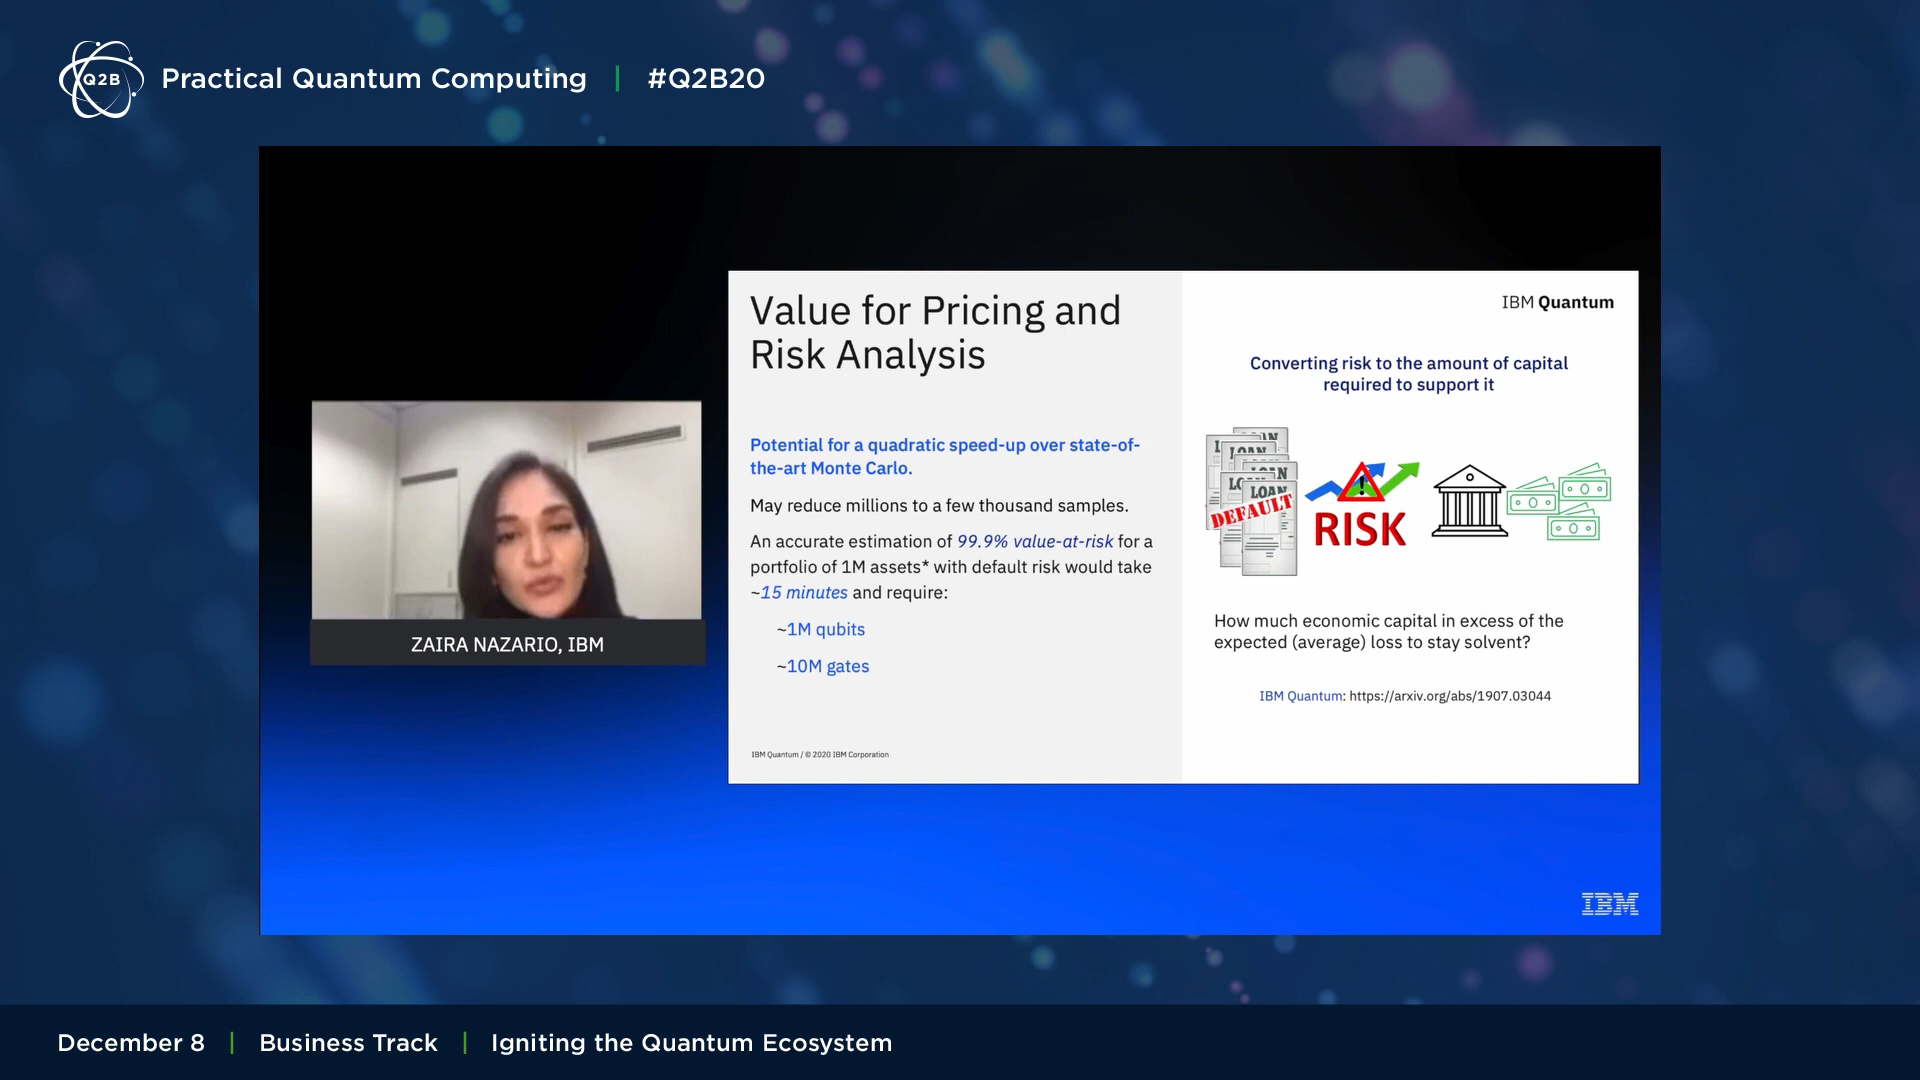 Q2B
Practical Quantum Computing | #Q2B20
ZAIRA NAZARIO, IBM
Value for Pricing and
Risk Analysis
Potential for a quadratic speed-up over state-of-
the-art Monte Carlo.
May reduce millions to a few thousand samples.
An accurate estimation of 99.9% value-at-risk for a
portfolio of 1M assets* with default risk would take
~15 minutes and require:
~1M qubits
~10M gates
IBM Quantum / © 2020 IBM Corporation
IBM Quantum
Converting risk to the amount of capital
required to support it
LOAN
DEFAULT
RISK
How much economic capital in excess of the
expected (average) loss to stay solvent?
IBM Quantum: https://arxiv.org/abs/1907.03044
IBM
December 8 | Business Track | Igniting the Quantum Ecosystem